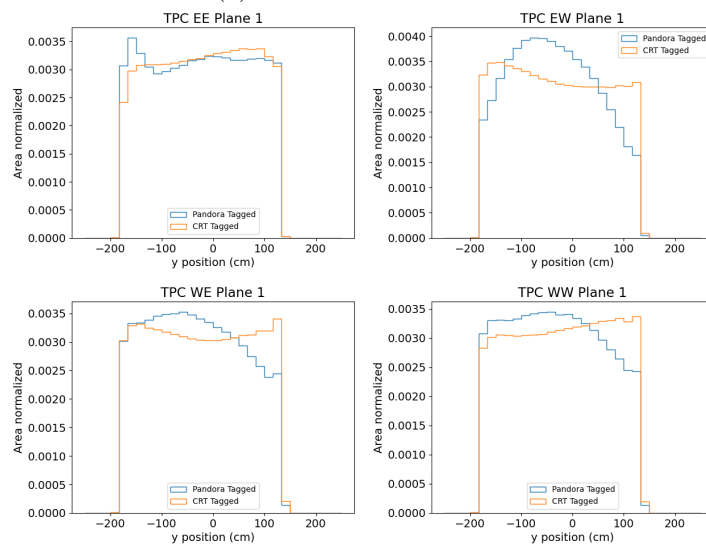 TPC EE Plane 1
Area normalized
0.0035
0.0030
0.0025
0.0020
0.0015
0.0010
0.0005
0.0000
Pandora Tagged
CRT Tagged
−200 −100 0 100 200
y position (cm)
TPC EW Plane 1
Area normalized
0.0040
0.0035
0.0030
0.0025
0.0020
0.0015
0.0010
0.0005
0.0000
Pandora Tagged
CRT Tagged
−200 −100 0 100 200
y position (cm)
TPC WE Plane 1
Area normalized
0.0035
0.0030
0.0025
0.0020
0.0015
0.0010
0.0005
0.0000
Pandora Tagged
CRT Tagged
−200 −100 0 100 200
y position (cm)
TPC WW Plane 1
Area normalized
0.0035
0.0030
0.0025
0.0020
0.0015
0.0010
0.0005
0.0000
Pandora Tagged
CRT Tagged
−200 −100 0 100 200
y position (cm)